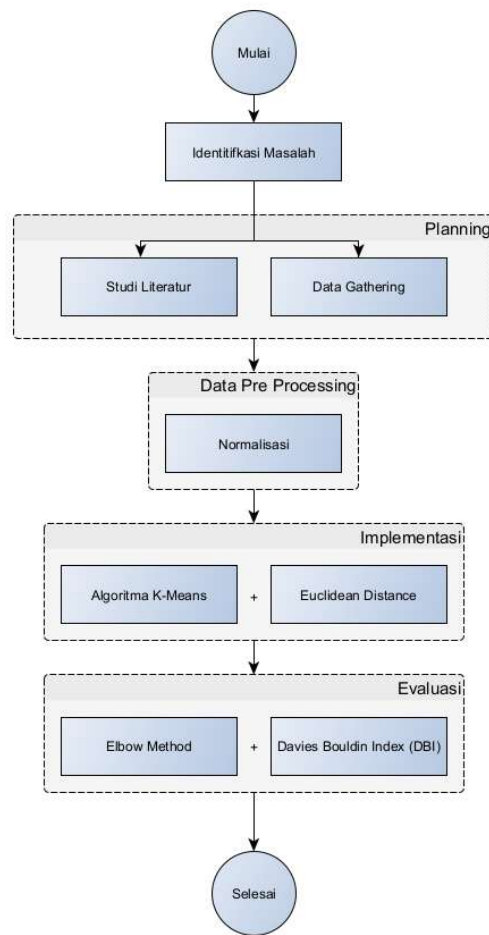 Mulai
Identitifkasi Masalah
Planning
Studi Literatur
Data Gathering
Data Pre Processing
Normalisasi
Implementasi
Algoritma K-Means + Euclidean Distance
Evaluasi
Elbow Method + Davies Bouldin Index (DBI)
Selesai